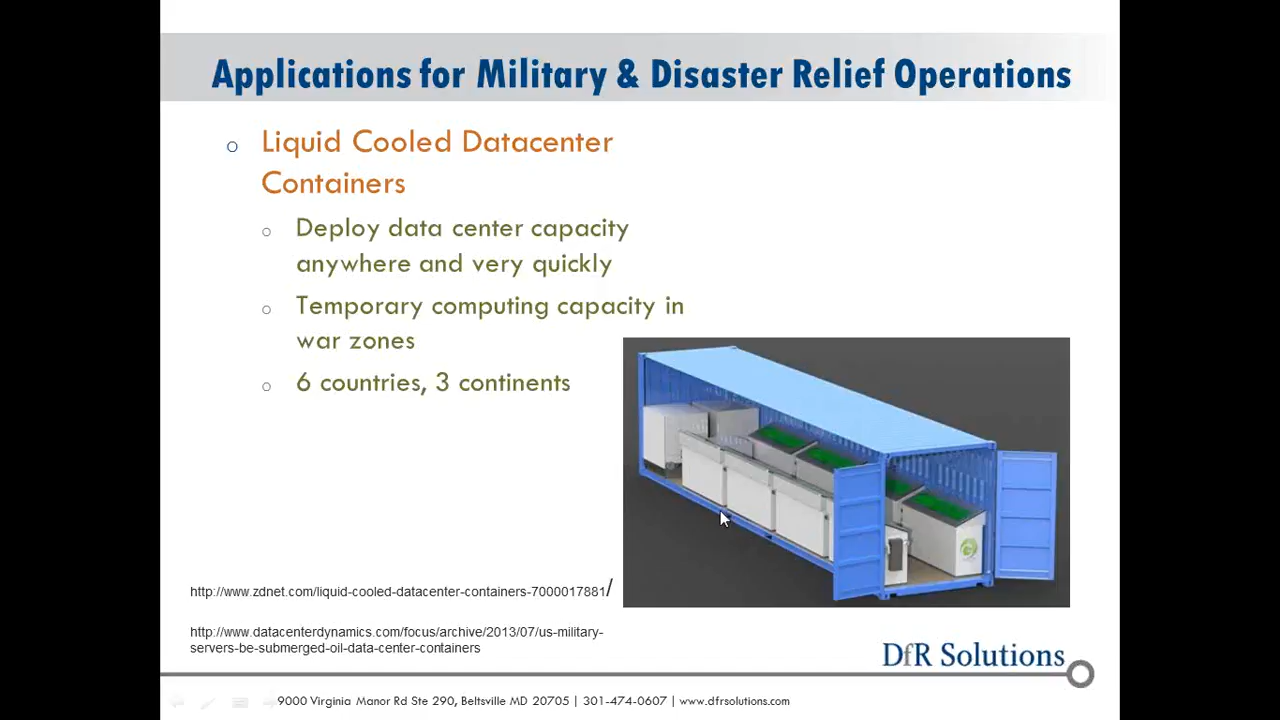 Applications for Military & Disaster Relief Operations
o Liquid Cooled Datacenter
Containers
o Deploy data center capacity
anywhere and very quickly
o Temporary computing capacity in
war zones
o 6 countries, 3 continents
http://www.zdnet.com/liquid-cooled-datacenter-containers-7000017881/
http://www.datacenterdynamics.com/focus/archive/2013/07/us-military-
servers-be-submerged-oil-data-center-containers
DfR Solutions
9000 Virginia Manor Rd Ste 290, Beltsville MD 20705 | 301-474-0607 | www.dfrsolutions.com